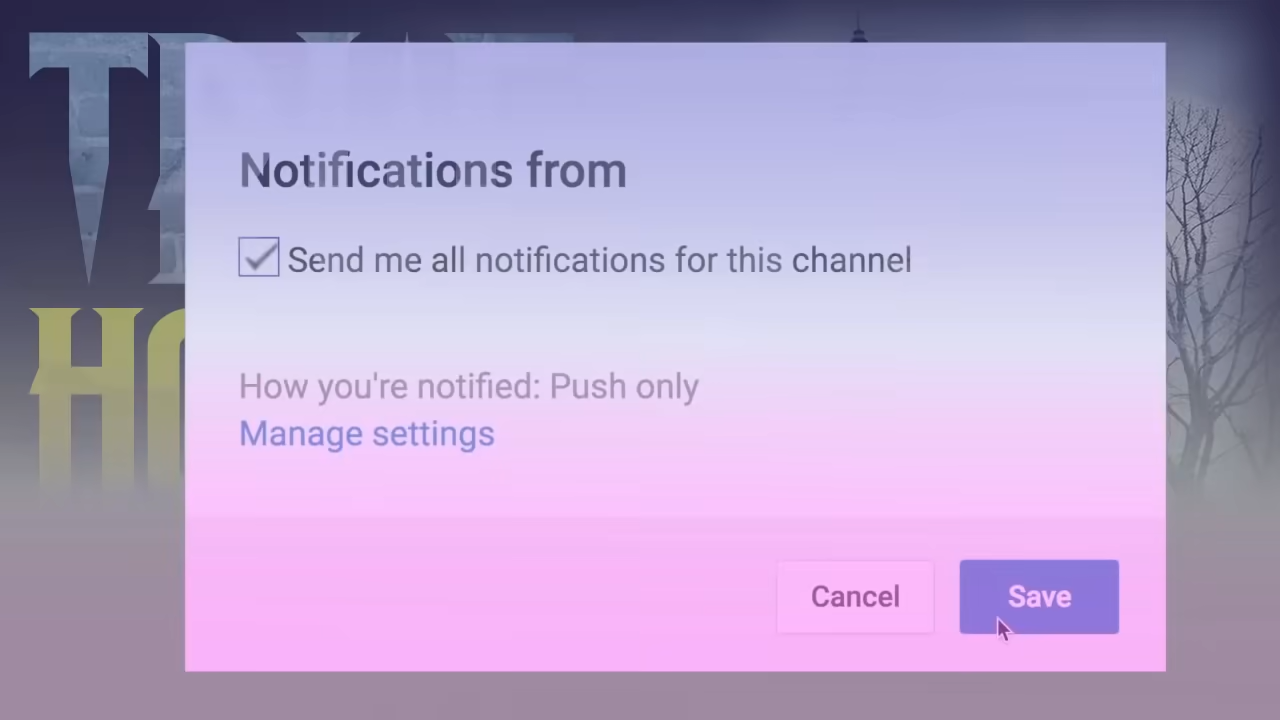 Notifications from
Send me all notifications for this channel
How you're notified: Push only
Manage settings
Cancel
Save